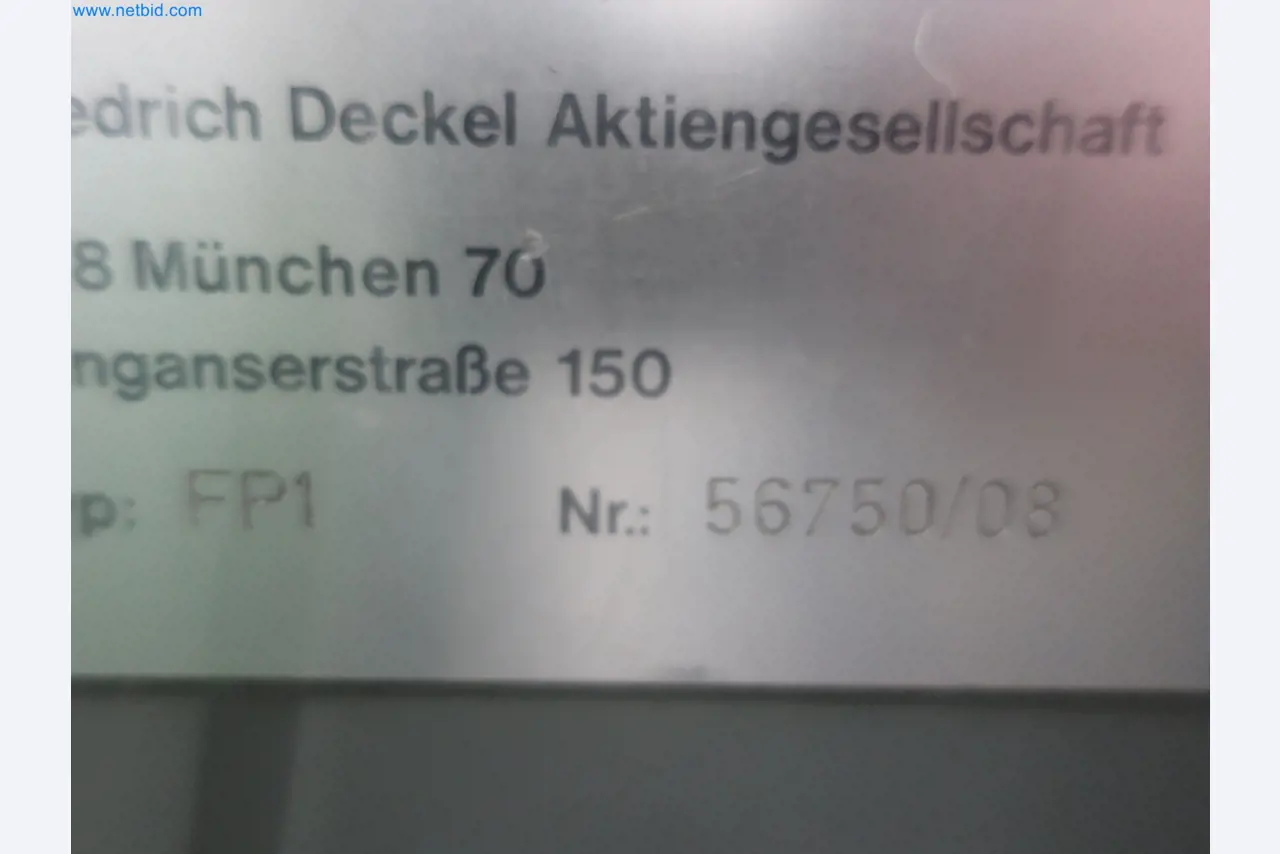 www.netbid.com
edrich Deckel Aktiengesellschaft
8 München 70
nganserstraße 150
p: FP1 Nr.: 56750/08